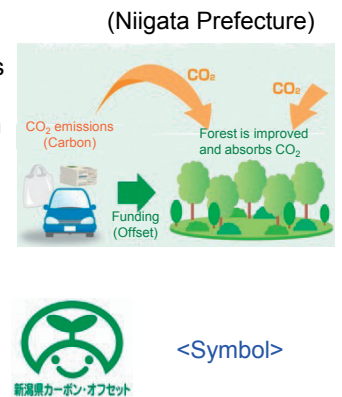 (Niigata Prefecture)
s
CO₂
CO₂
CO₂ emissions
(Carbon)
Forest is improved
and absorbs CO₂
Funding
(Offset)
<Symbol>
新潟県カーボン・オフセット